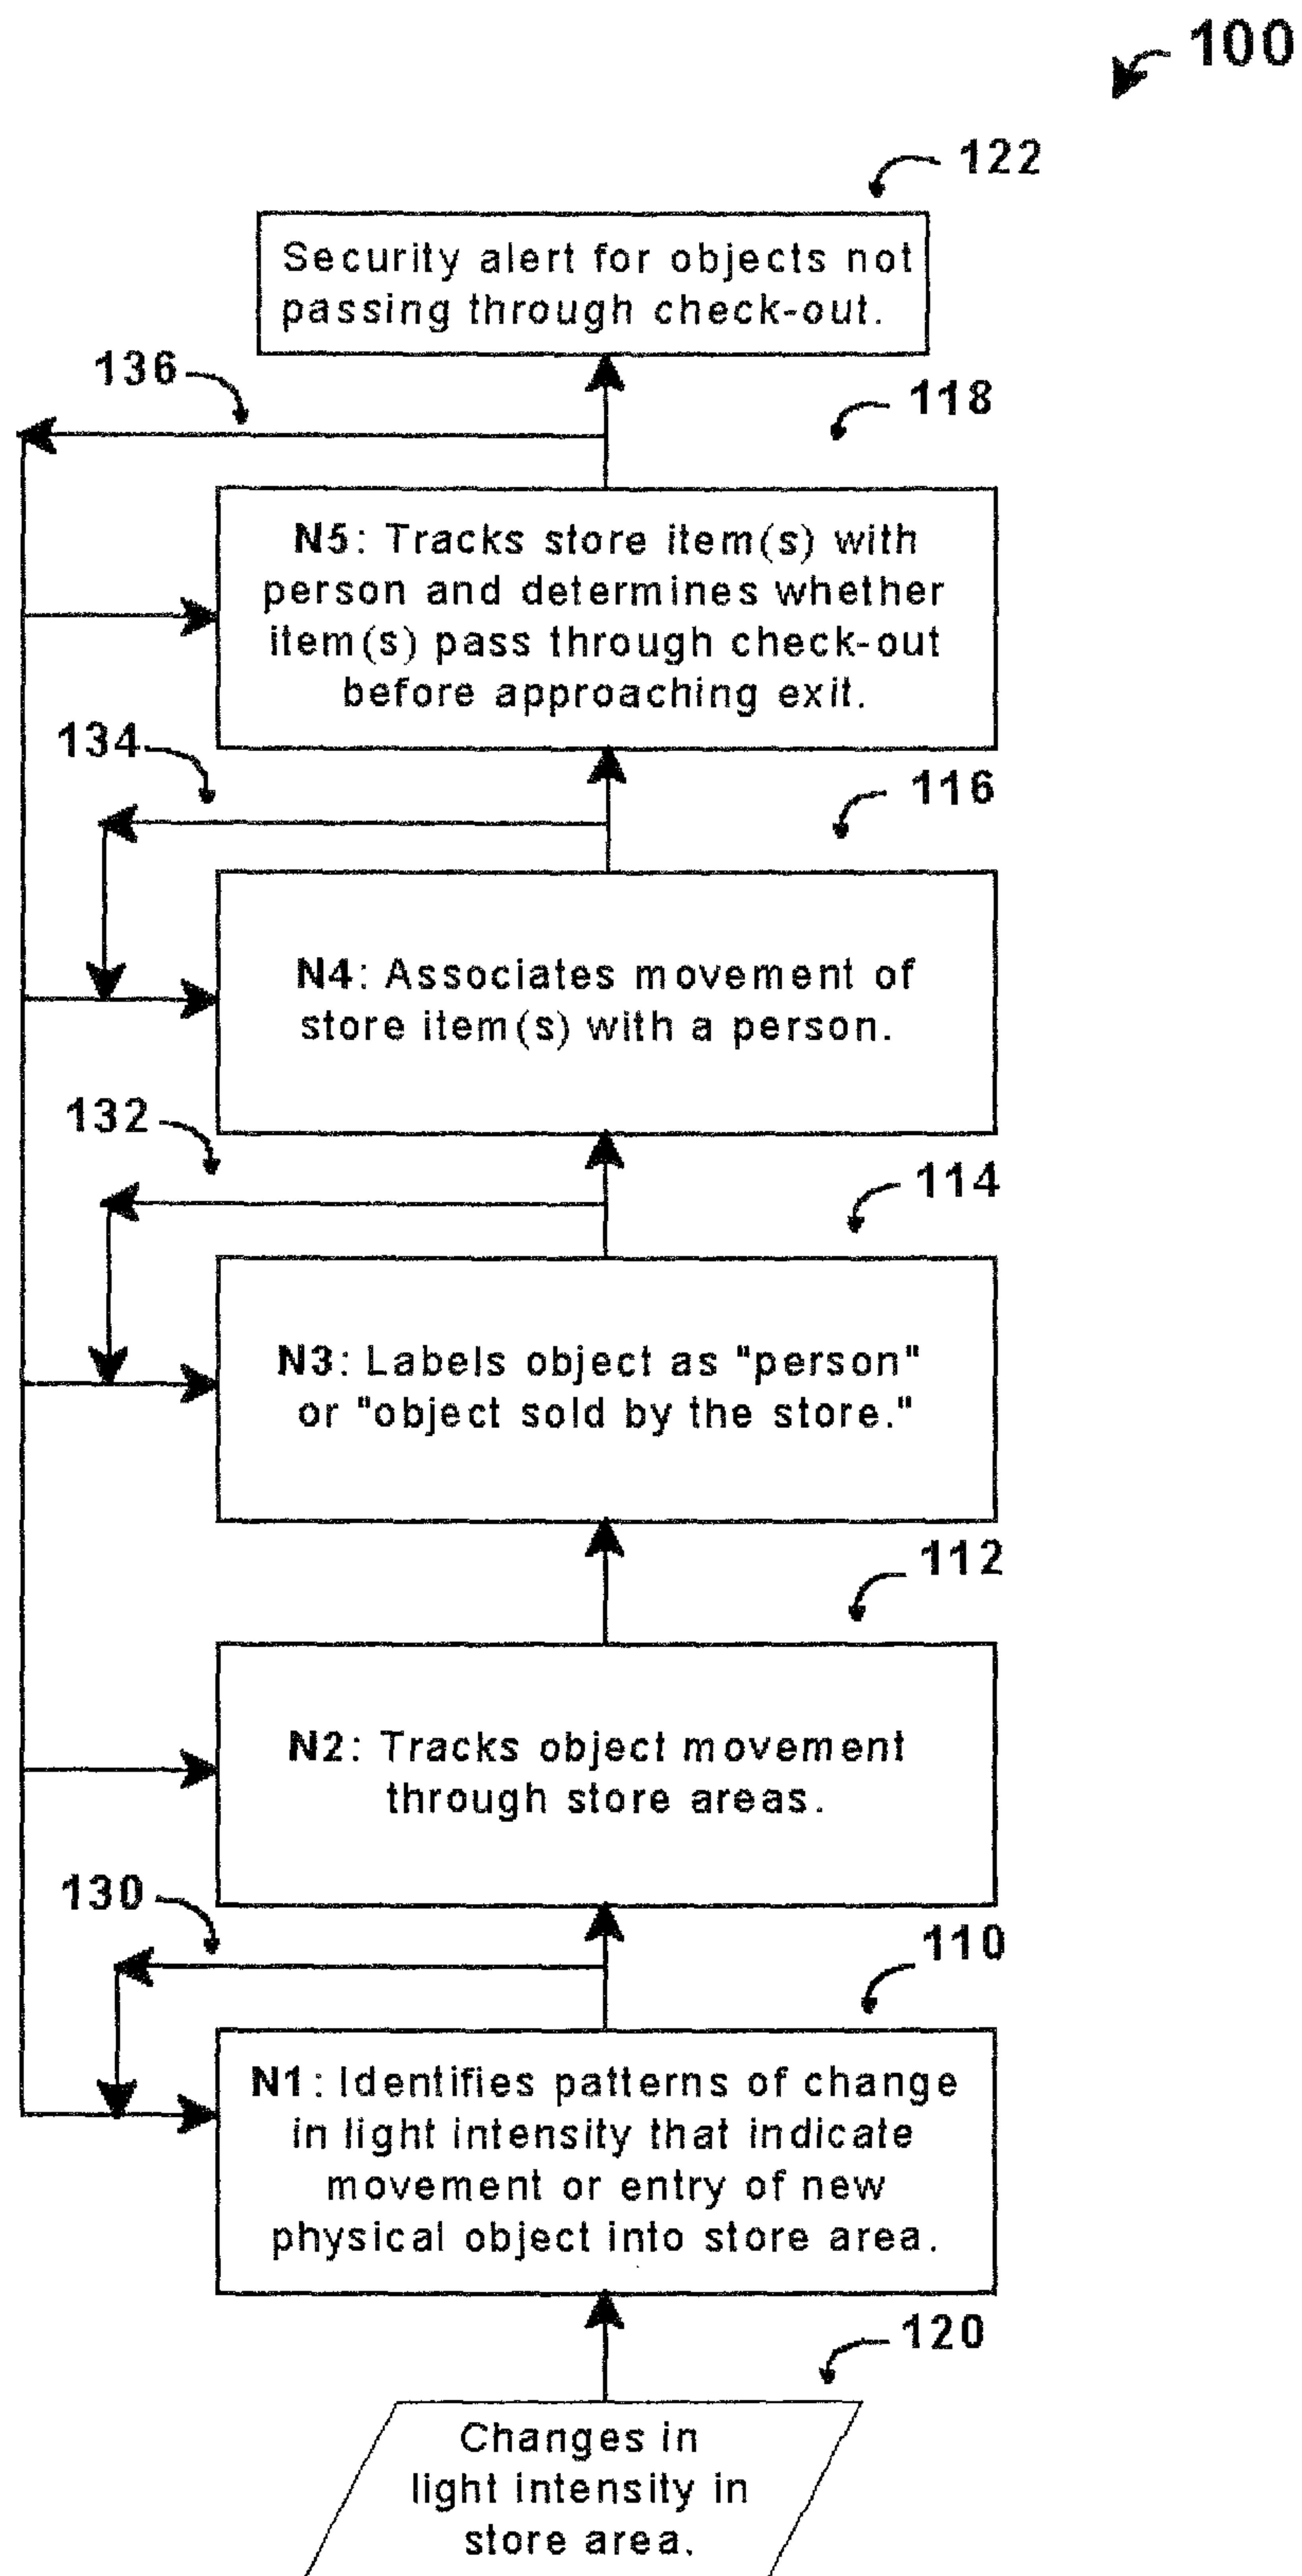 100
122
Security alert for objects not
passing through check-out.
136
118
N5: Tracks store item(s) with
person and determines whether
item(s) pass through check-out
before approaching exit.
134
116
N4: Associates movement of
store item(s) with a person.
132
114
N3: Labels object as "person"
or "object sold by the store."
112
N2: Tracks object movement
through store areas.
130
110
N1: Identifies patterns of change
in light intensity that indicate
movement or entry of new
physical object into store area.
120
Changes in
light intensity in
store area.